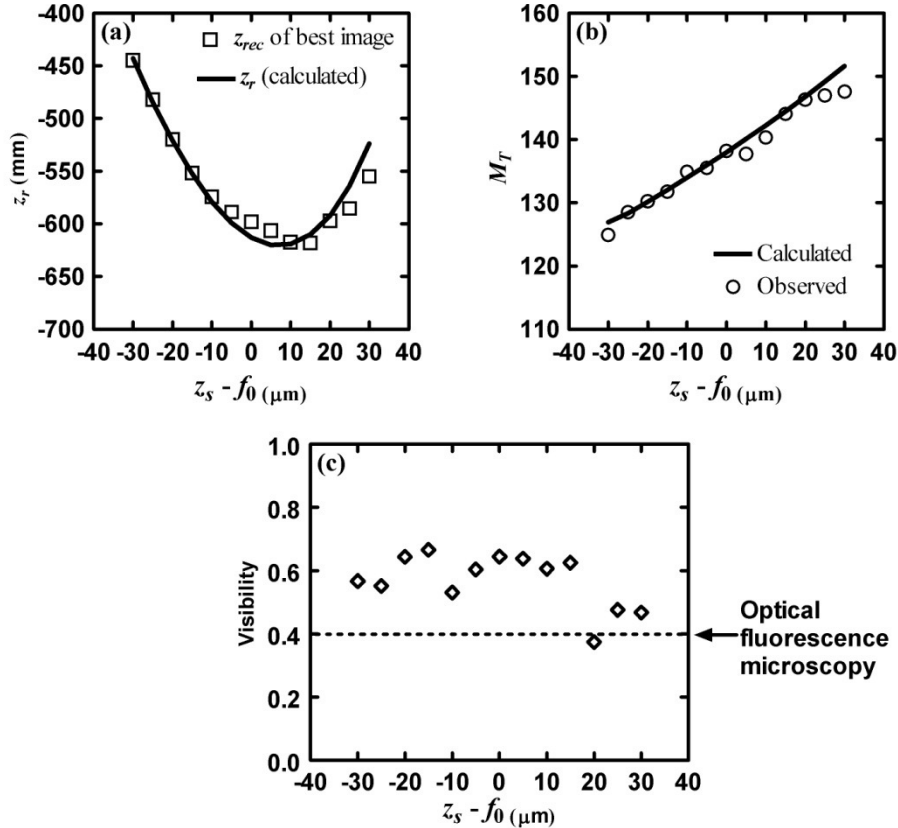 (a)
-400
-450
-500
-550
-600
-650
-700
z_r (mm)
z_rec of best image
z_r (calculated)
-40 -30 -20 -10 0 10 20 30 40
z_s - f_0 (μm)
(b)
160
150
140
130
120
110
M_T
Calculated
Observed
-40 -30 -20 -10 0 10 20 30 40
z_s - f_0 (μm)
(c)
1.0
0.8
0.6
0.4
0.2
0.0
Visibility
Optical
fluorescence
microscopy
-40 -30 -20 -10 0 10 20 30 40
z_s - f_0 (μm)